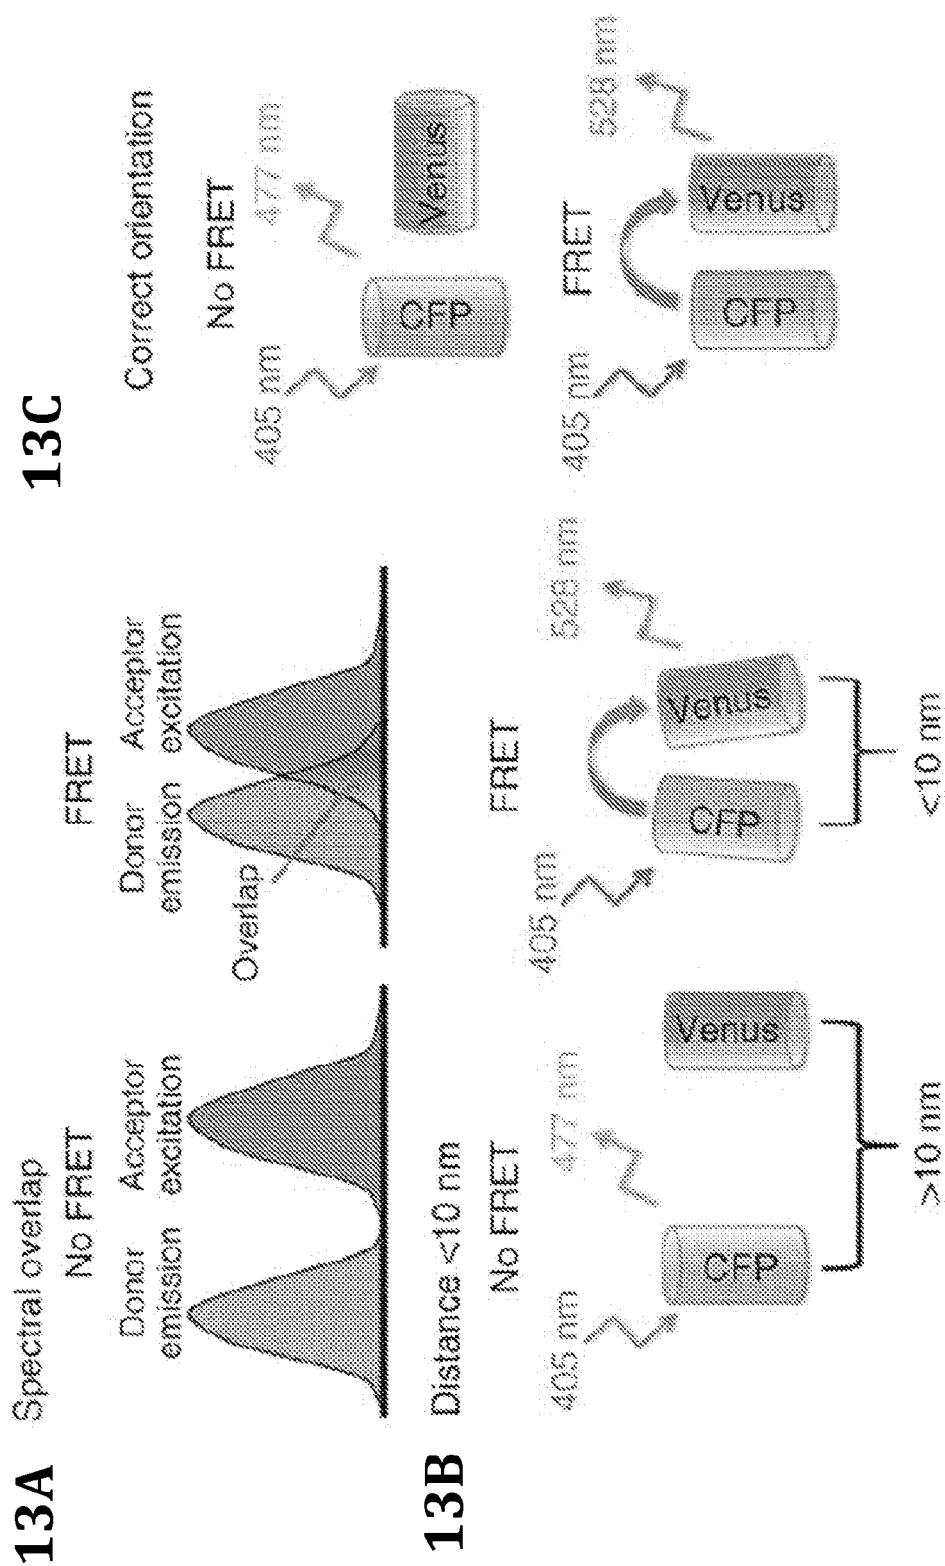 13A
Spectral overlap
No FRET
Donor
emission
Acceptor
excitation
FRET
Donor
emission
Acceptor
excitation
Overlap
13B
Distance <10 nm
No FRET
405 nm
477 nm
CFP
Venus
>10 nm
FRET
405 nm
528 nm
CFP
Venus
<10 nm
13C
Correct orientation
No FRET
405 nm
477 nm
CFP
Venus
FRET
405 nm
528 nm
CFP
Venus